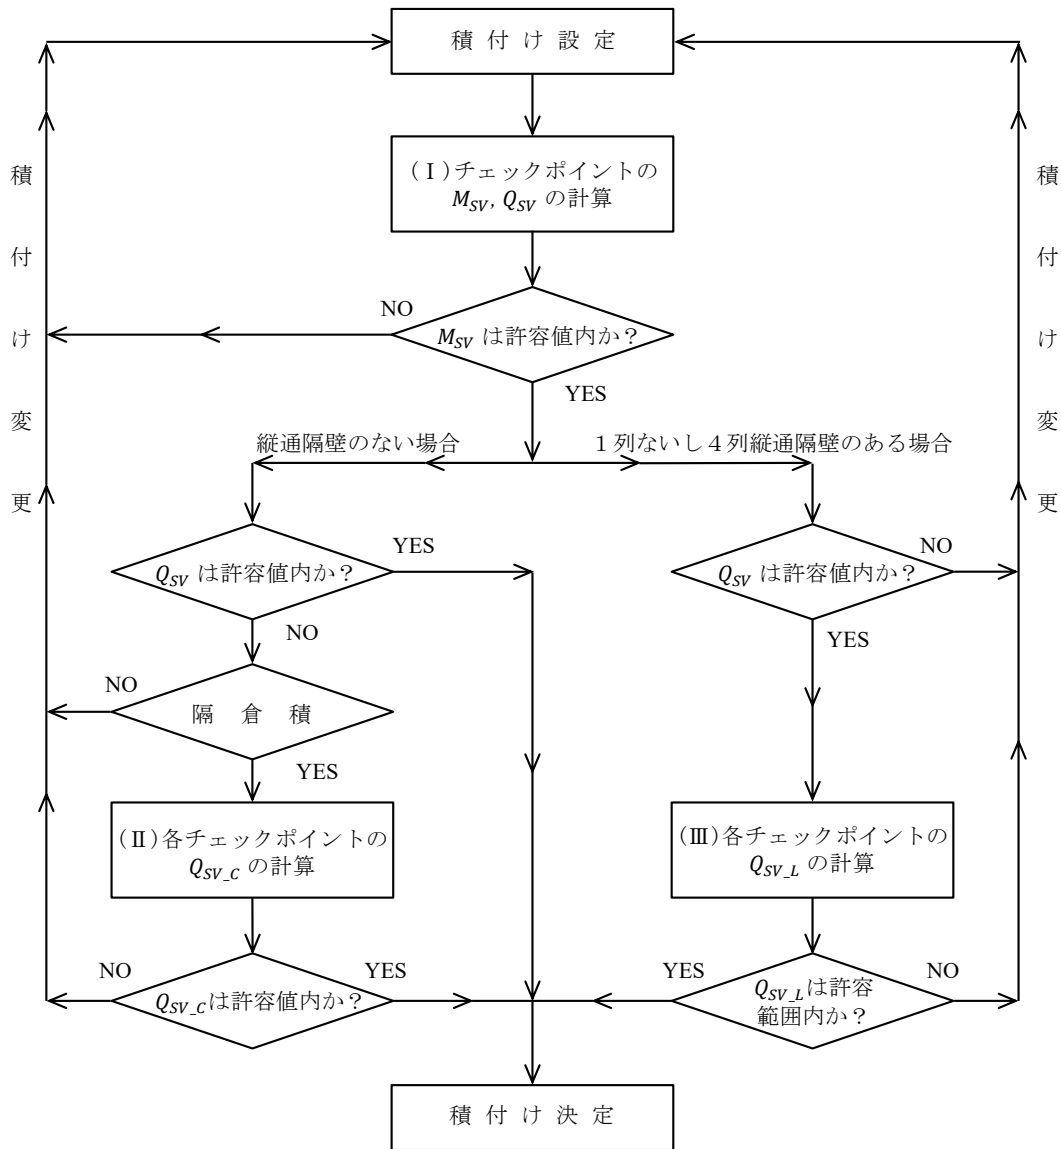 積付け設定
(Ⅰ)チェックポイントの
M_SV, Q_SV の計算
NO
M_SV は許容値内か？
YES
縦通隔壁のない場合
１列ないし４列縦通隔壁のある場合
Q_SV は許容値内か？
YES
NO
Q_SV は許容値内か？
NO
YES
NO
隔倉積
YES
(Ⅱ)各チェックポイントの
Q_SV_C の計算
(Ⅲ)各チェックポイントの
Q_SV_L の計算
NO
Q_SV_C は許容値内か？
YES
YES
Q_SV_L は許容
範囲内か？
NO
積付け決定
積付け変更
積付け変更